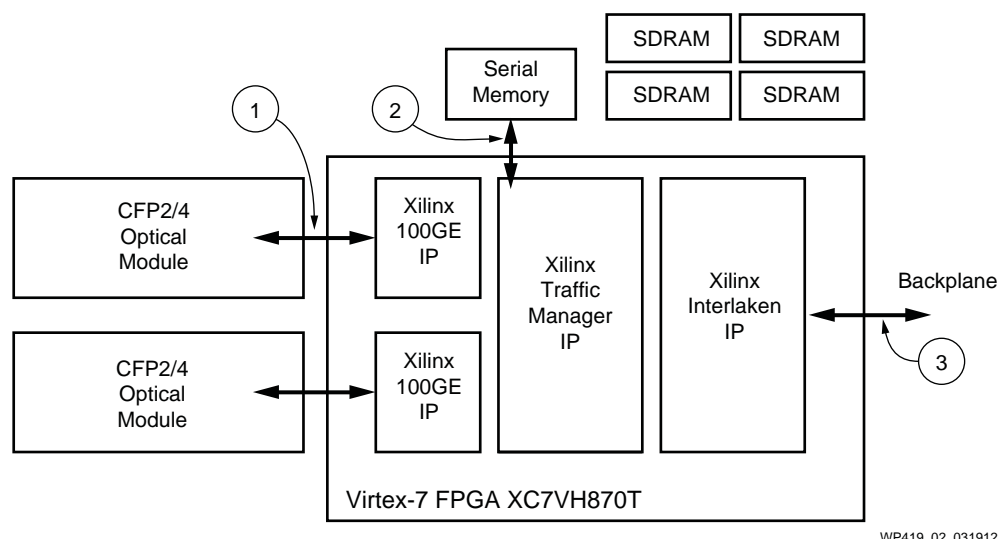 SDRAM
SDRAM
SDRAM
SDRAM
Serial
Memory
1
2
CFP2/4
Optical
Module
Xilinx
100GE
IP
Xilinx
Traffic
Manager
IP
Xilinx
Interlaken
IP
Backplane
3
CFP2/4
Optical
Module
Xilinx
100GE
IP
Virtex-7 FPGA XC7VH870T
WP419_02_031912